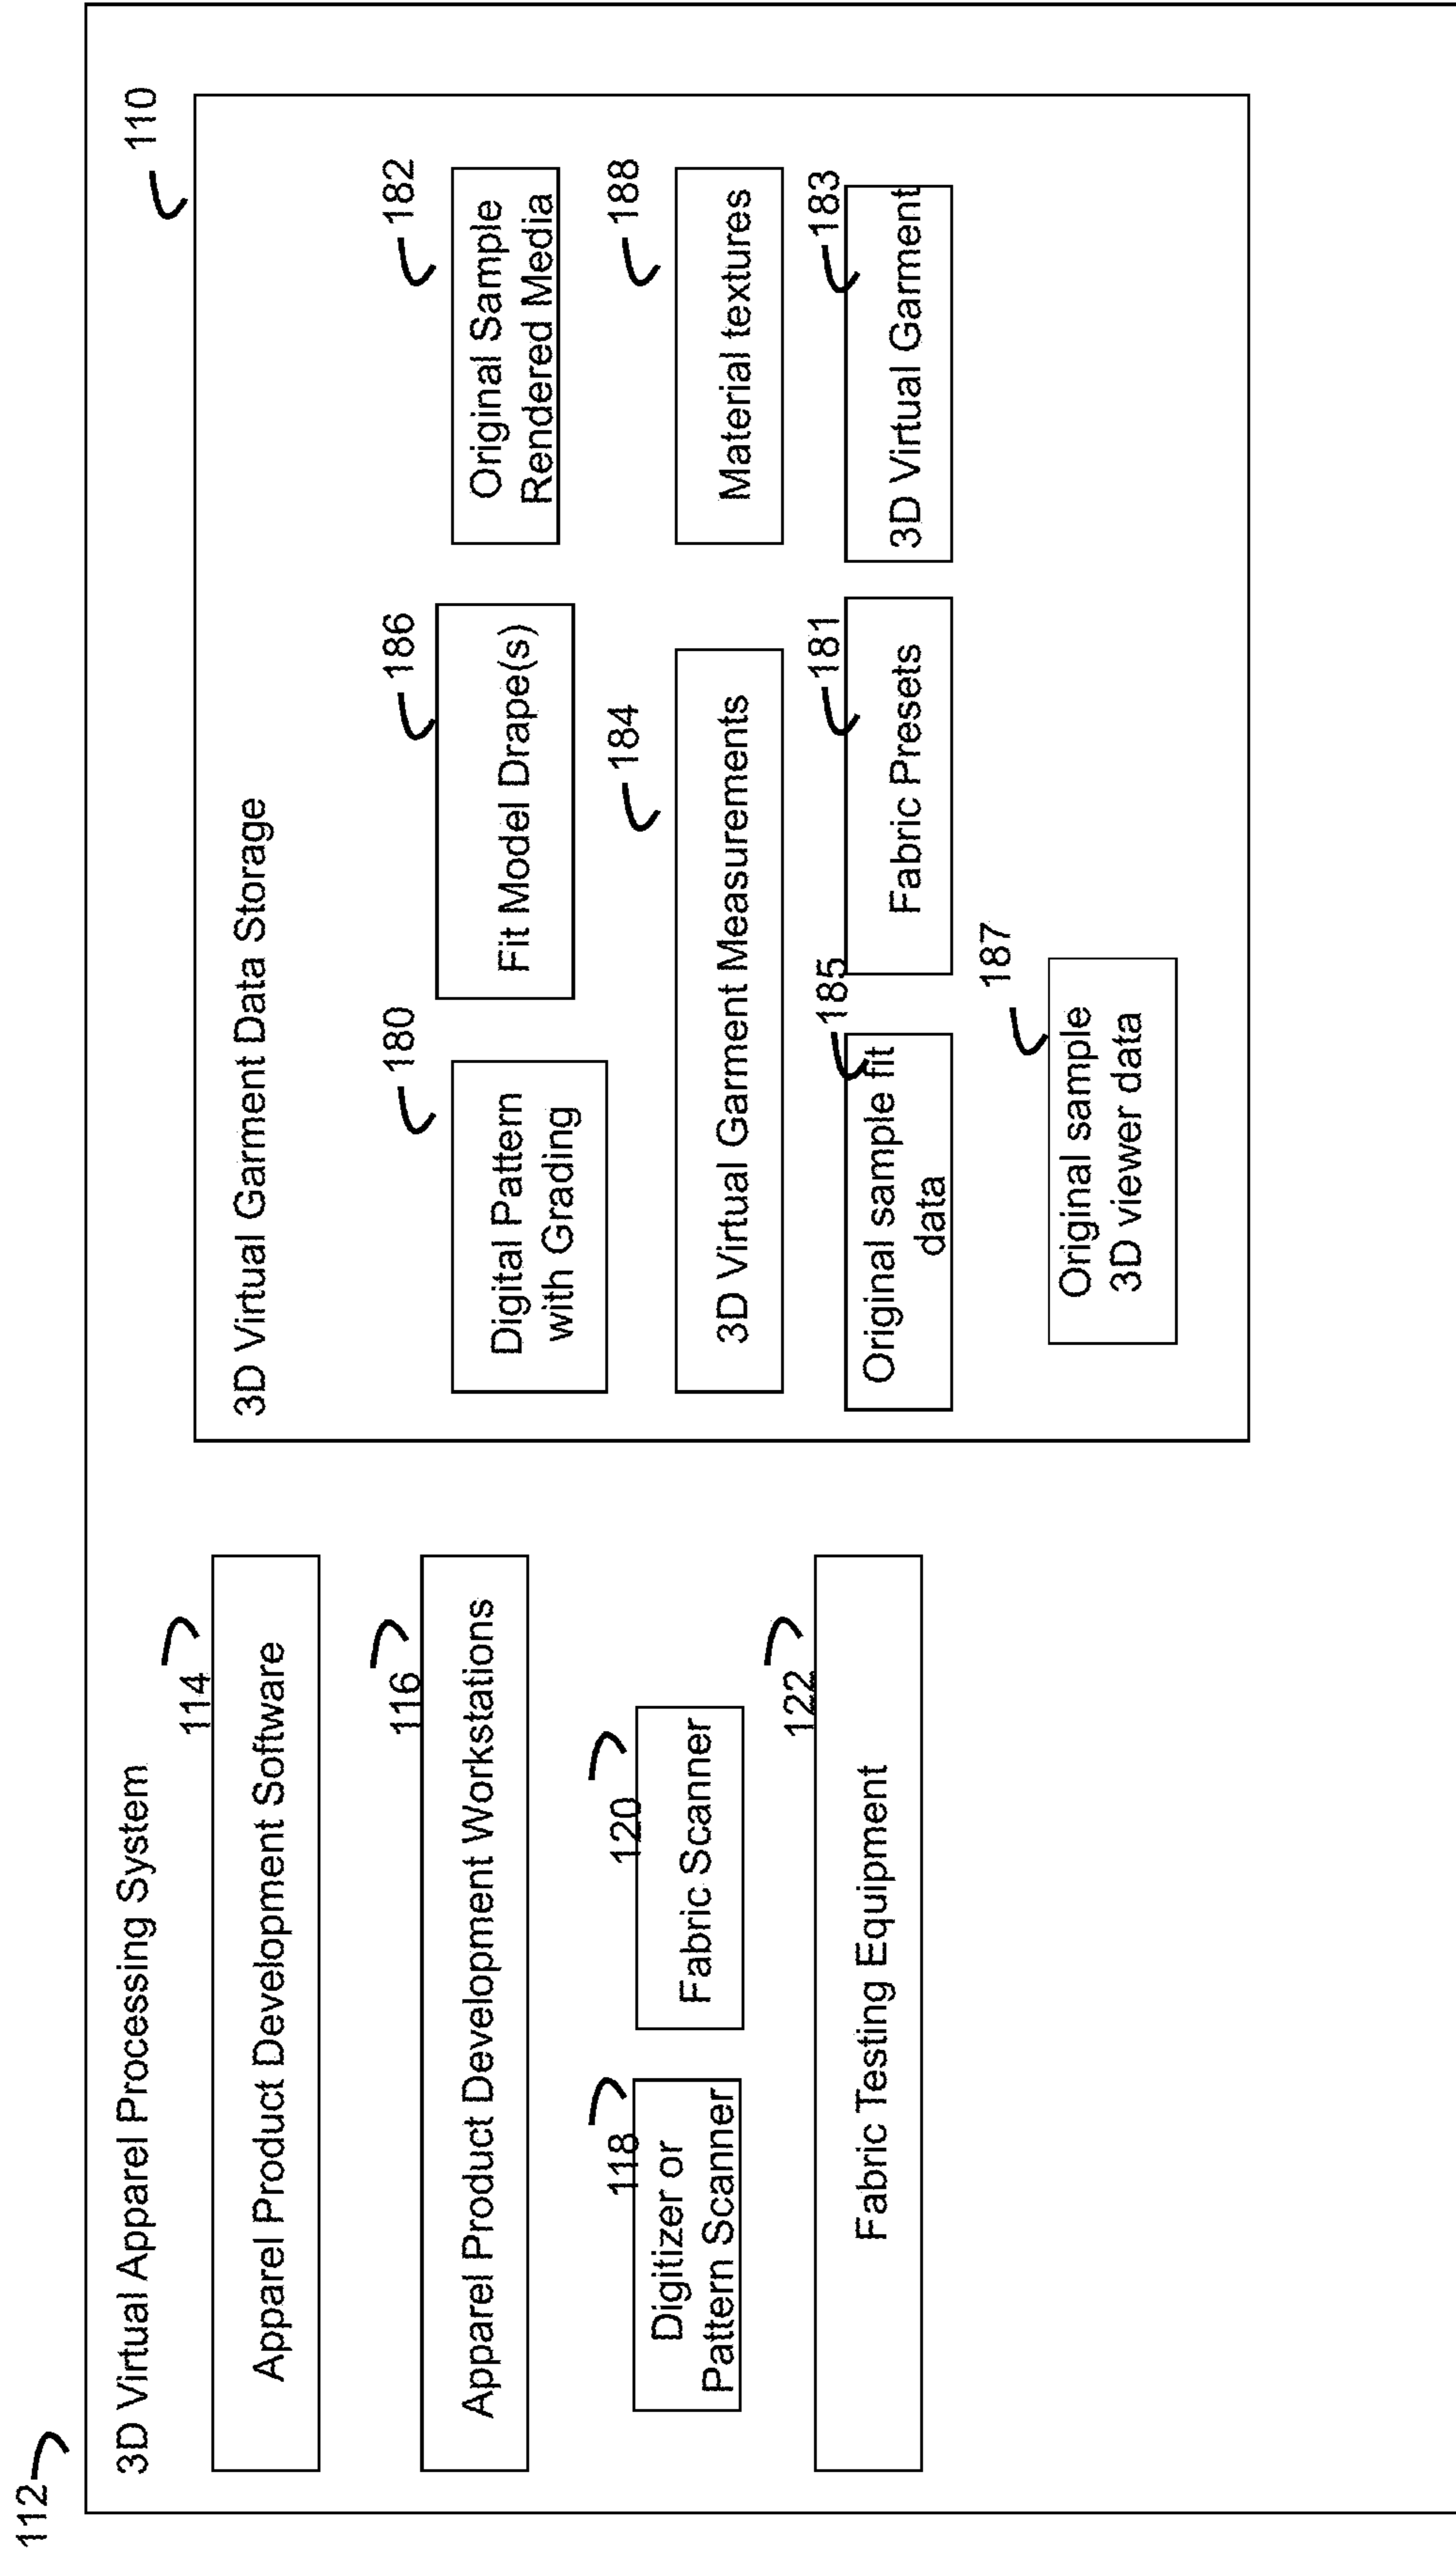 112
3D Virtual Apparel Processing System
114
Apparel Product Development Software
116
Apparel Product Development Workstations
118
Digitizer or
Pattern Scanner
120
Fabric Scanner
122
Fabric Testing Equipment
110
3D Virtual Garment Data Storage
180
Digital Pattern
with Grading
186
Fit Model Drape(s)
182
Original Sample
Rendered Media
184
3D Virtual Garment Measurements
188
Material textures
185
Original sample fit
data
181
Fabric Presets
183
3D Virtual Garment
187
Original sample
3D viewer data